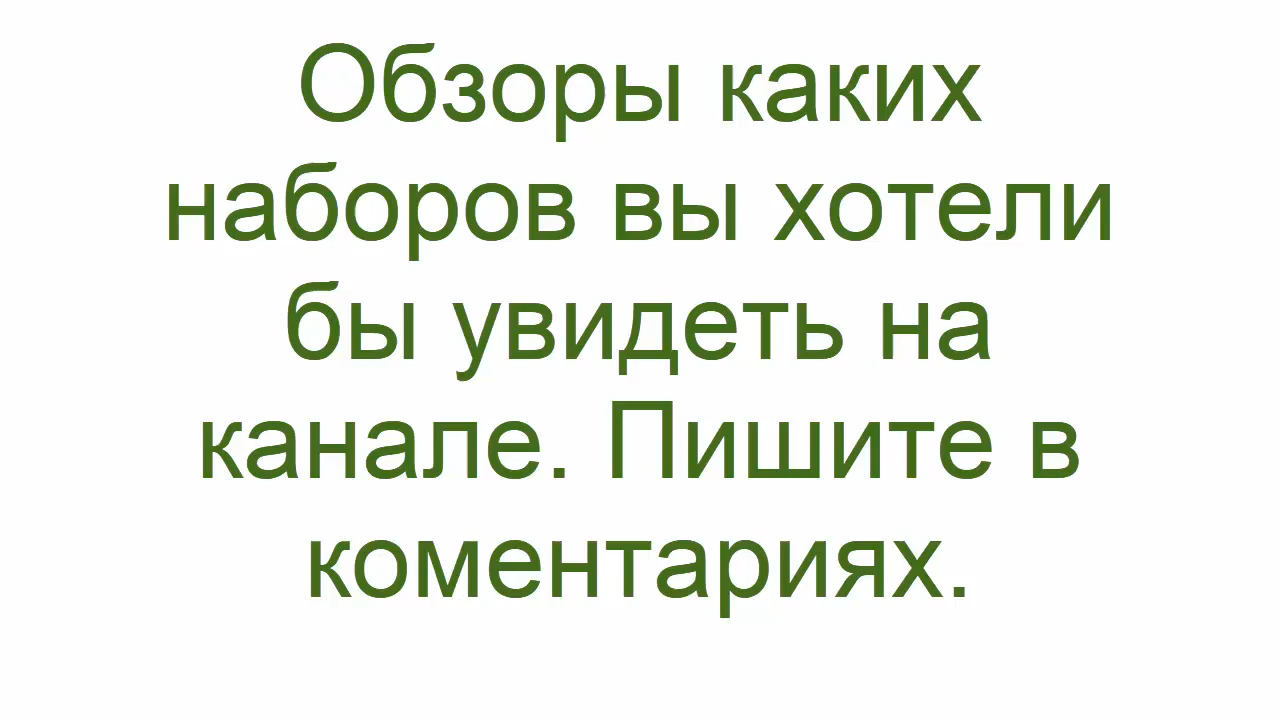 Обзоры каких
наборов вы хотели
бы увидеть на
канале. Пишите в
коментариях.